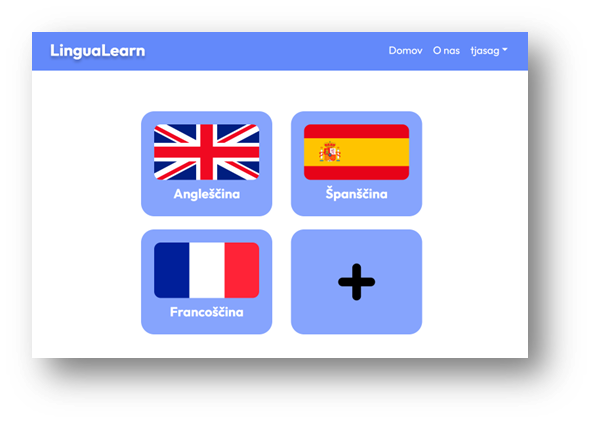 LinguaLearn Domov O nas tjasag
Angleščina Španščina
Francoščina